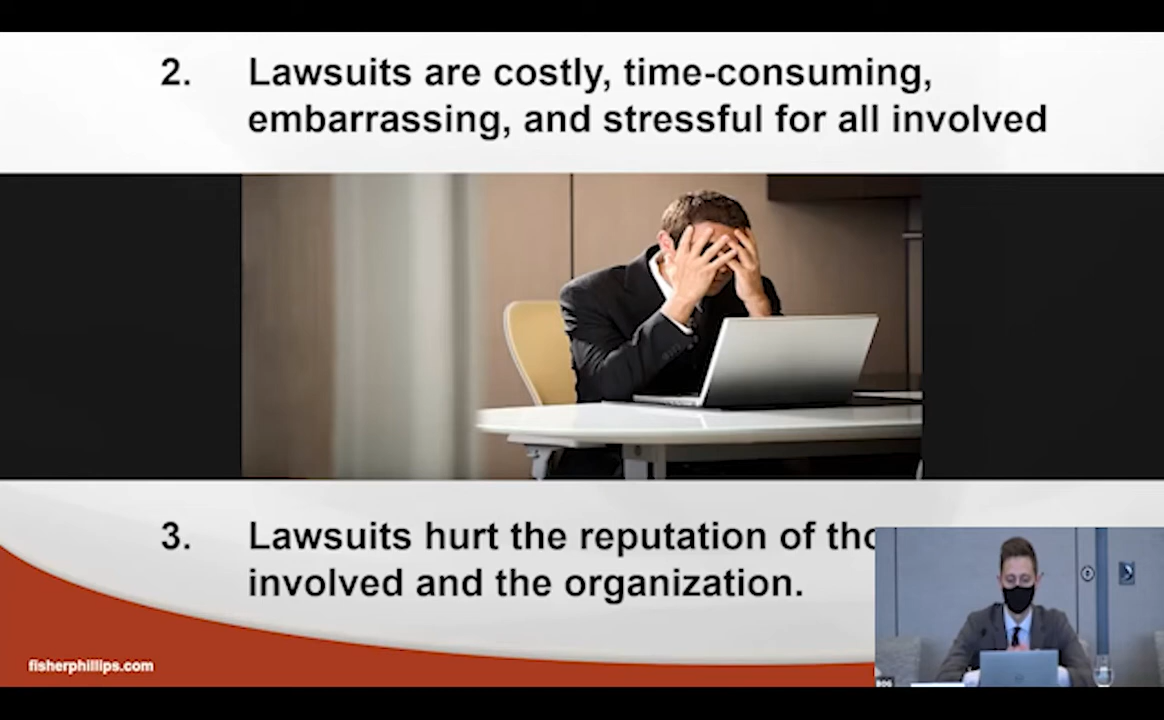 2. Lawsuits are costly, time-consuming,
embarrassing, and stressful for all involved
3. Lawsuits hurt the reputation of
involved and the organization.
fisherphillips.com